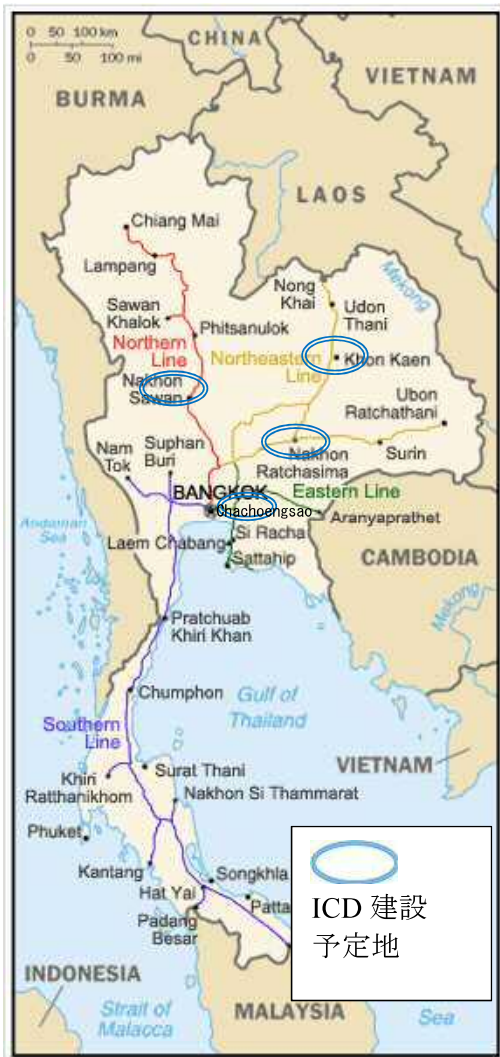 0 50 100 km
0 50 100 mi
CHINA
VIETNAM
BURMA
LAOS
Chiang Mai
Lampang
Nong
Khai
Mekong
Udon
Thani
Sawan
Khalok
Phitsanulok
Northern
Line
Northeastern
Line
Khon Kaen
Nakhon
Sawan
Ubon
Ratchathani
Nam
Tok
Suphan
Buri
Nakhon
Ratchasima
Surin
BANGKOK
Eastern Line
Chachoengsao
Aranyaprathet
Andaman
Sea
Laem Chabang
Si Racha
Sattahip
CAMBODIA
Mekong
Pratchuab
Khiri Khan
Chumphon
Gulf of
Thailand
Southern
Line
VIETNAM
Surat Thani
Khiri
Ratthanikhom
Nakhon Si Thammarat
Phuket
Kantang
Songkhla
Hat Yai
Patta
Padang
Besar
ICD 建設
予定地
INDONESIA
Strait of
Malacca
MALAYSIA
Sea